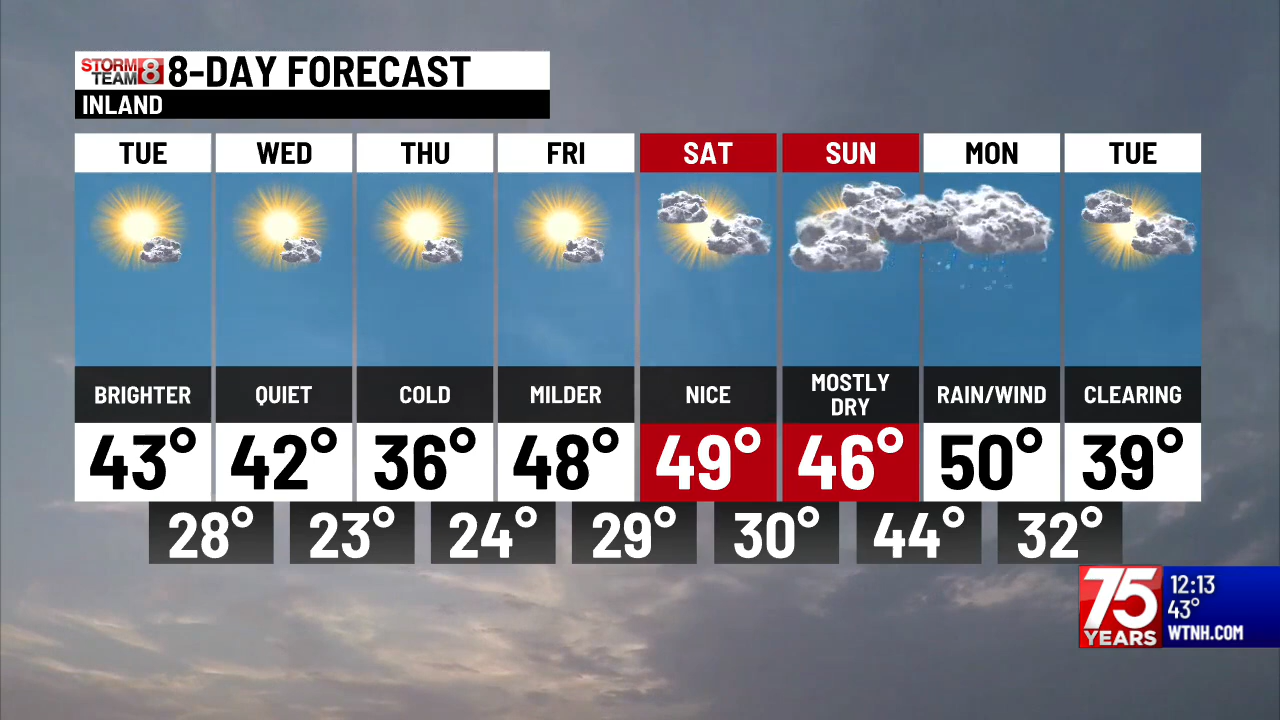 STORM
TEAM 8
8-DAY FORECAST
INLAND
TUE WED THU FRI SAT SUN MON TUE
BRIGHTER QUIET COLD MILDER NICE MOSTLY DRY RAIN/WIND CLEARING
43° 42° 36° 48° 49° 46° 50° 39°
28° 23° 24° 29° 30° 44° 32°
75
YEARS
12:13
43°
WTNH.COM